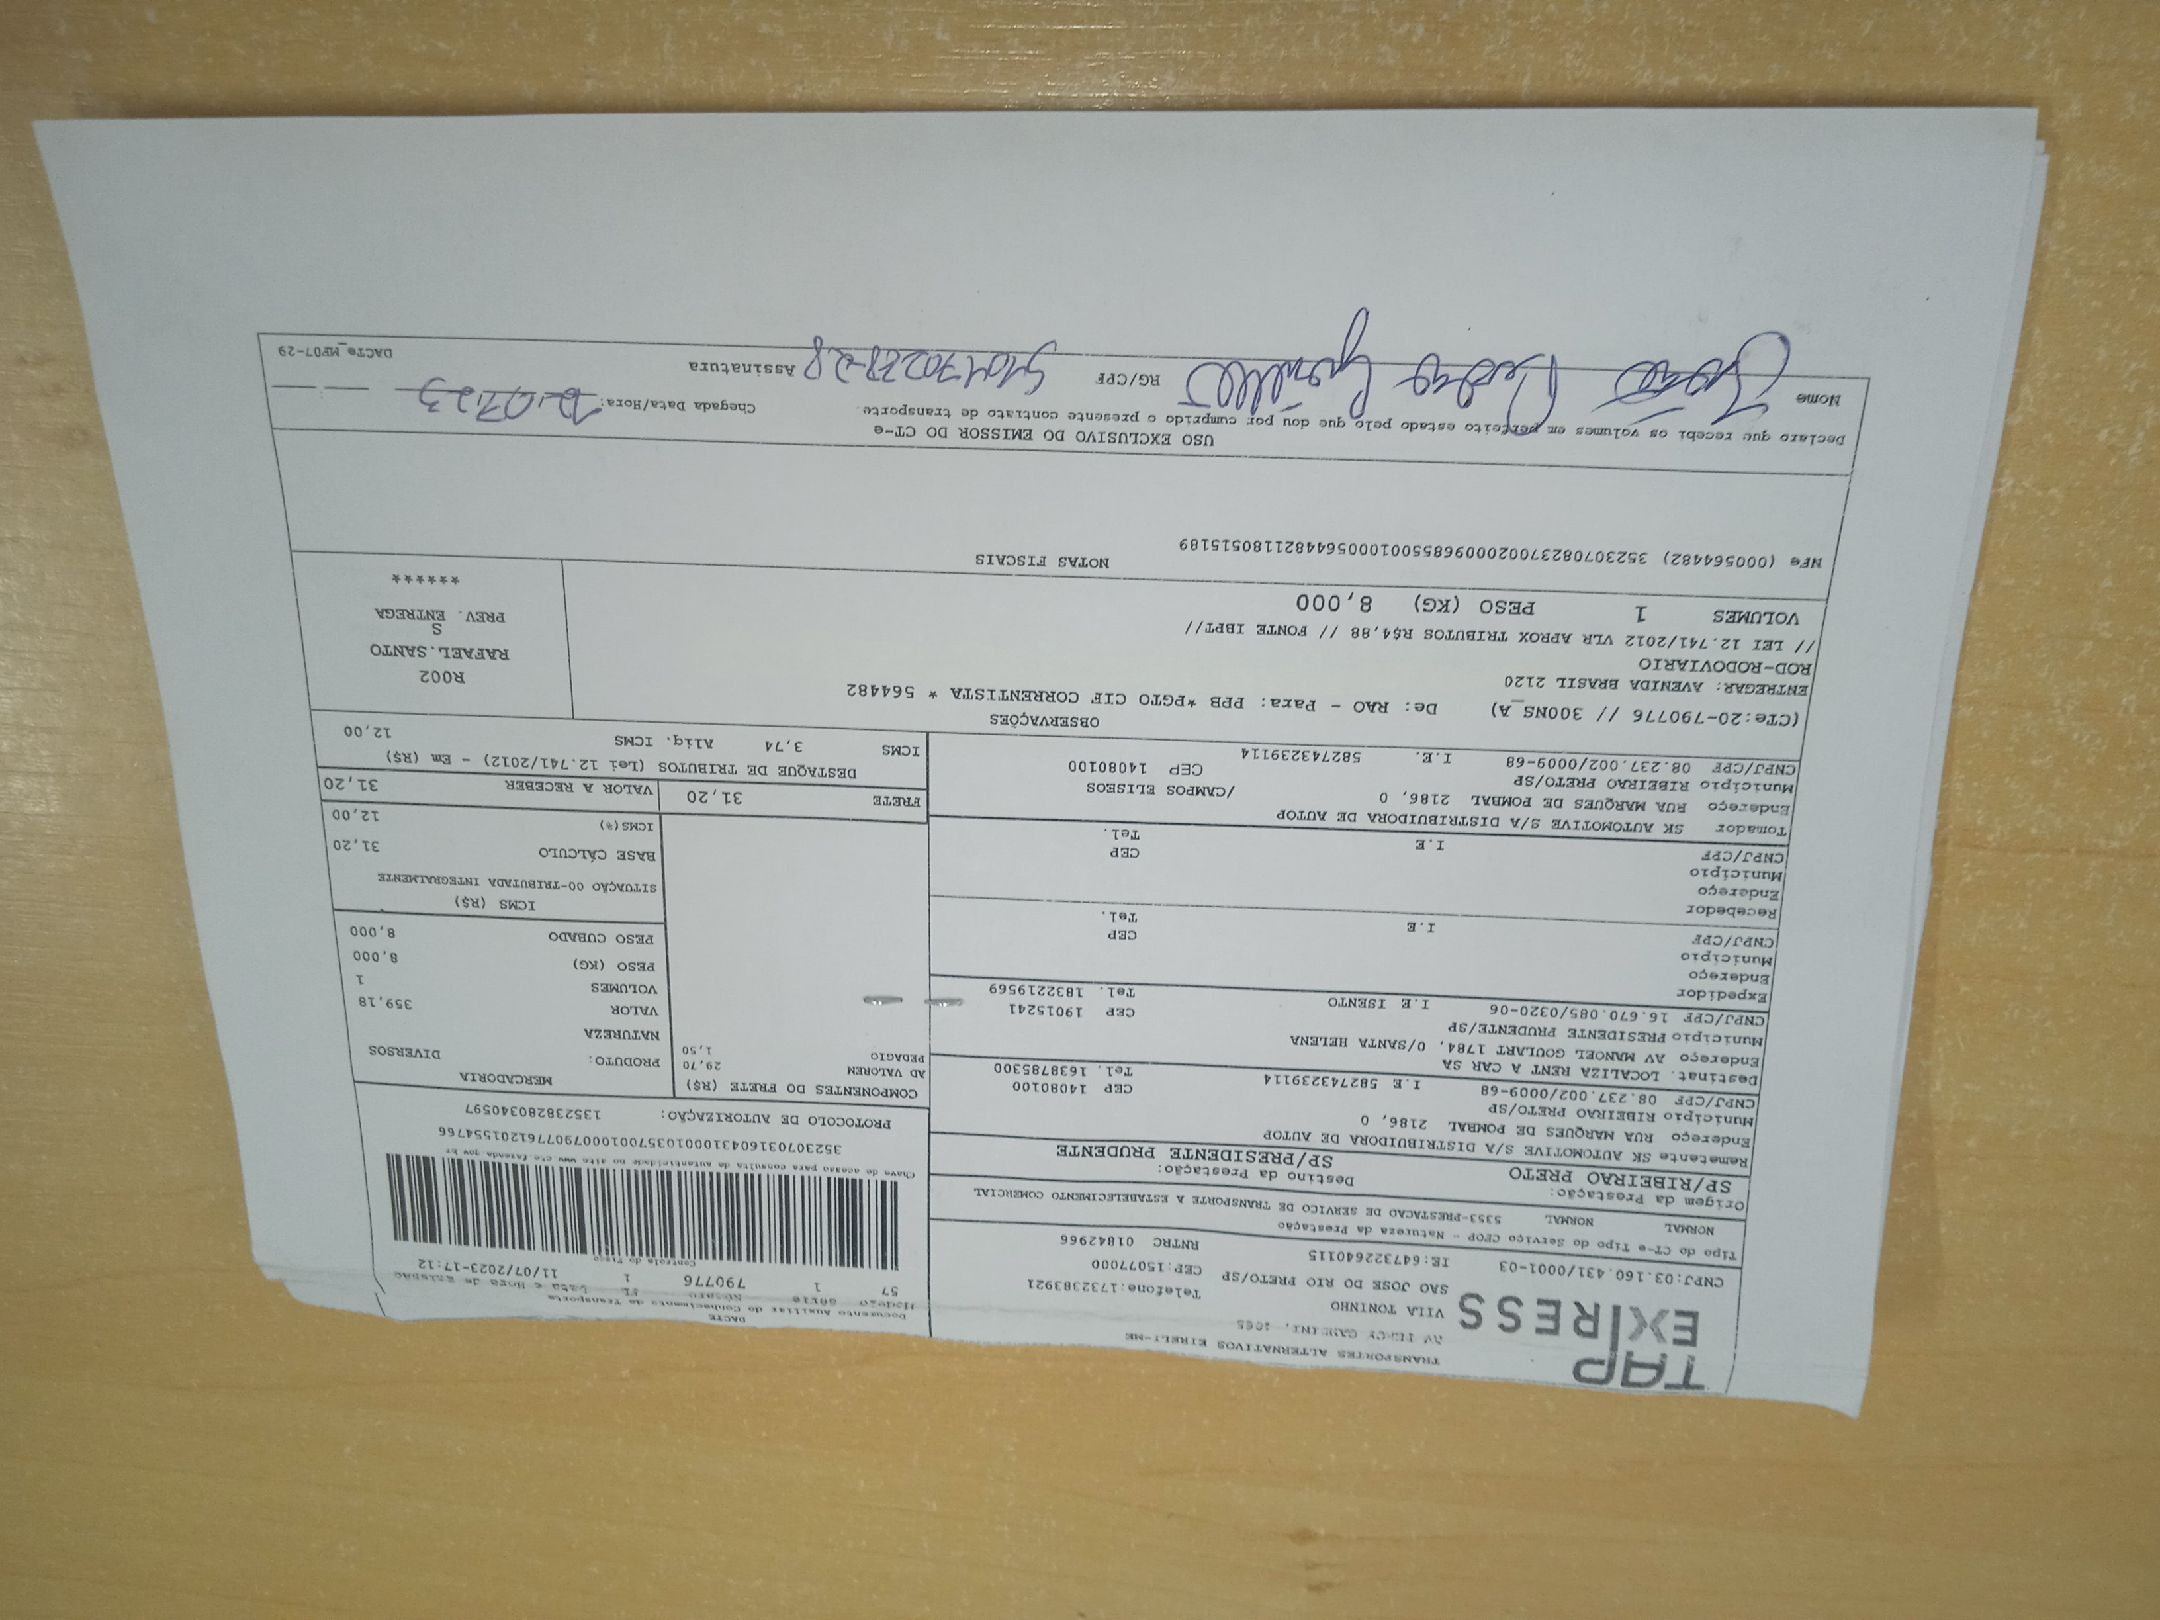 TAP
EXPRESS
TRANSPORTES ALTERNATIVOS EIRELI-ME
VILA TONINHO
SAO JOSE DO RIO PRETO/SP
Telefone:1732383921
CEP:15077000
CNPJ:03.160.431/0001-03 IE:647322640115 RNTRC 01842966
DACTE
Documento Auxiliar do Conhecimento de Transporte
Modelo Série Número FL Data e Hora de Emissão
57 1 790776 1 11/07/2023-17:12
Controle do Fisco
Chave de acesso para consulta de autenticidade no site www.cte.fazenda.gov.br
35230703160431000103570010007907761201554766
PROTOCOLO DE AUTORIZAÇÃO: 135238280340597
Tipo do CT-e Tipo do Serviço CFOP - Natureza da Prestação
NORMAL NORMAL 5353-PRESTACAO DE SERVICO DE TRANSPORTE A ESTABELECIMENTO COMERCIAL
Origem da Prestação: Destino da Prestação:
SP/RIBEIRAO PRETO SP/PRESIDENTE PRUDENTE
Remetente SK AUTOMOTIVE S/A DISTRIBUIDORA DE AUTOP
Endereço RUA MARQUES DE POMBAL 2186, 0
Município RIBEIRAO PRETO/SP CEP 14080100
CNPJ/CPF 08.237.002/0009-68 I.E 582743239114 Tel. 1638785300
Destinat. LOCALIZA RENT A CAR SA
Endereço AV MANOEL GOULART 1784, 0/SANTA HELENA
Município PRESIDENTE PRUDENTE/SP CEP 19015241
CNPJ/CPF 16.670.085/0320-06 I.E ISENTO Tel. 1832219569
Expedidor
Endereço
Município CEP
CNPJ/CPF I.E Tel.
Recebedor
Endereço
Município CEP
CNPJ/CPF I.E Tel.
Tomador SK AUTOMOTIVE S/A DISTRIBUIDORA DE AUTOP
Endereço RUA MARQUES DE POMBAL 2186, 0 /CAMPOS ELISEOS
Município RIBEIRAO PRETO/SP CEP 14080100
CNPJ/CPF 08.237.002/0009-68 I.E. 582743239114
COMPONENTES DO FRETE (R$)
AD VALOREM 29,70
PEDAGIO 1,50
MERCADORIA
PRODUTO: DIVERSOS
NATUREZA
VALOR 359,18
VOLUMES 1
PESO (KG) 8,000
PESO CUBADO 8,000
ICMS (R$)
SITUAÇÃO 00-TRIBUTADA INTEGRALMENTE
BASE CÁLCULO 31,20
ICMS(%) 12,00
FRETE 31,20 VALOR A RECEBER 31,20
DESTAQUE DE TRIBUTOS (Lei 12.741/2012) - Em (R$)
ICMS 3,74 Aliq. ICMS 12,00
OBSERVAÇÕES
(CTe:20-790776 // 300NS_A) De: RAO - Para: PPB *PGTO CIF CORRENTISTA * 564482
ENTREGAR: AVENIDA BRASIL 2120
ROD-RODOVIARIO
// LEI 12.741/2012 VLR APROX TRIBUTOS R$4,88 // FONTE IBPT//
VOLUMES 1 PESO (KG) 8,000
R002
RAFAEL.SANTO
S
PREV. ENTREGA
******
NOTAS FISCAIS
NFe (000564482) 35230708237002000968550010005644821180515189
USO EXCLUSIVO DO EMISSOR DO CT-e
Declaro que recebi os volumes em perfeito estado pelo que dou por cumprido o presente contrato de transporte.
Chegada Data/Hora:
Nome RG/CPF Assinatura
DACTe_MF07-29